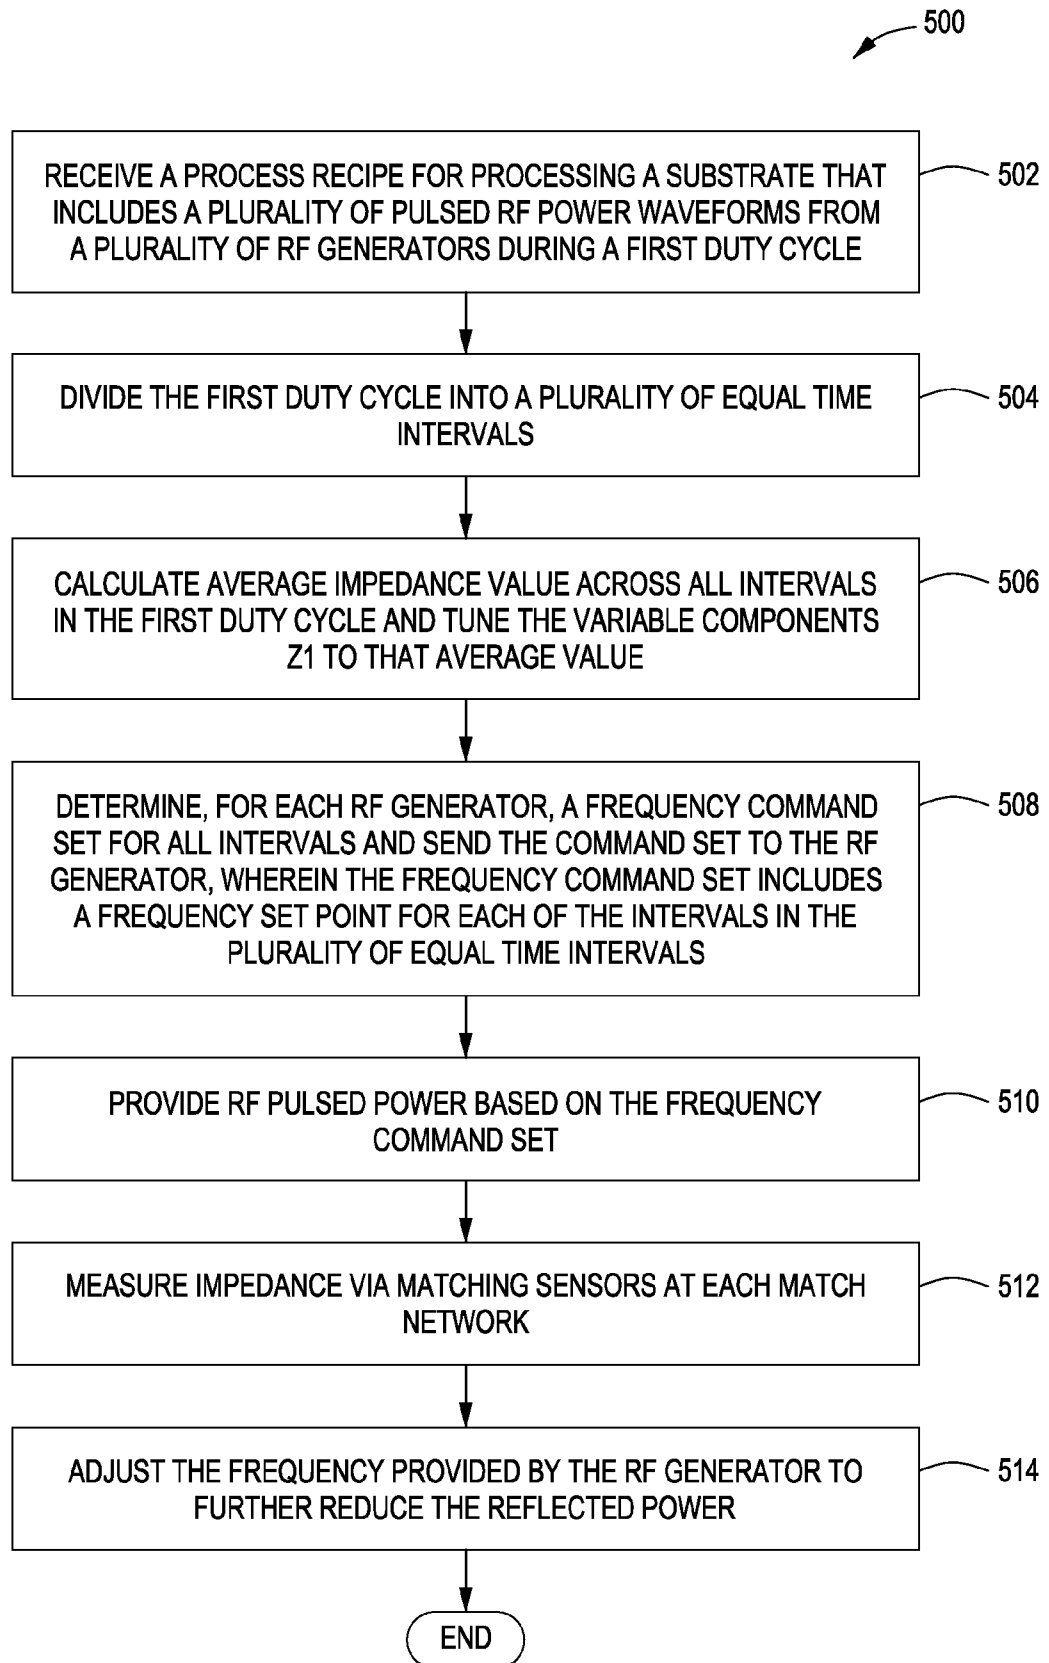 500
RECEIVE A PROCESS RECIPE FOR PROCESSING A SUBSTRATE THAT
INCLUDES A PLURALITY OF PULSED RF POWER WAVEFORMS FROM
A PLURALITY OF RF GENERATORS DURING A FIRST DUTY CYCLE
502
DIVIDE THE FIRST DUTY CYCLE INTO A PLURALITY OF EQUAL TIME
INTERVALS
504
CALCULATE AVERAGE IMPEDANCE VALUE ACROSS ALL INTERVALS
IN THE FIRST DUTY CYCLE AND TUNE THE VARIABLE COMPONENTS
Z1 TO THAT AVERAGE VALUE
506
DETERMINE, FOR EACH RF GENERATOR, A FREQUENCY COMMAND
SET FOR ALL INTERVALS AND SEND THE COMMAND SET TO THE RF
GENERATOR, WHEREIN THE FREQUENCY COMMAND SET INCLUDES
A FREQUENCY SET POINT FOR EACH OF THE INTERVALS IN THE
PLURALITY OF EQUAL TIME INTERVALS
508
PROVIDE RF PULSED POWER BASED ON THE FREQUENCY
COMMAND SET
510
MEASURE IMPEDANCE VIA MATCHING SENSORS AT EACH MATCH
NETWORK
512
ADJUST THE FREQUENCY PROVIDED BY THE RF GENERATOR TO
FURTHER REDUCE THE REFLECTED POWER
514
END